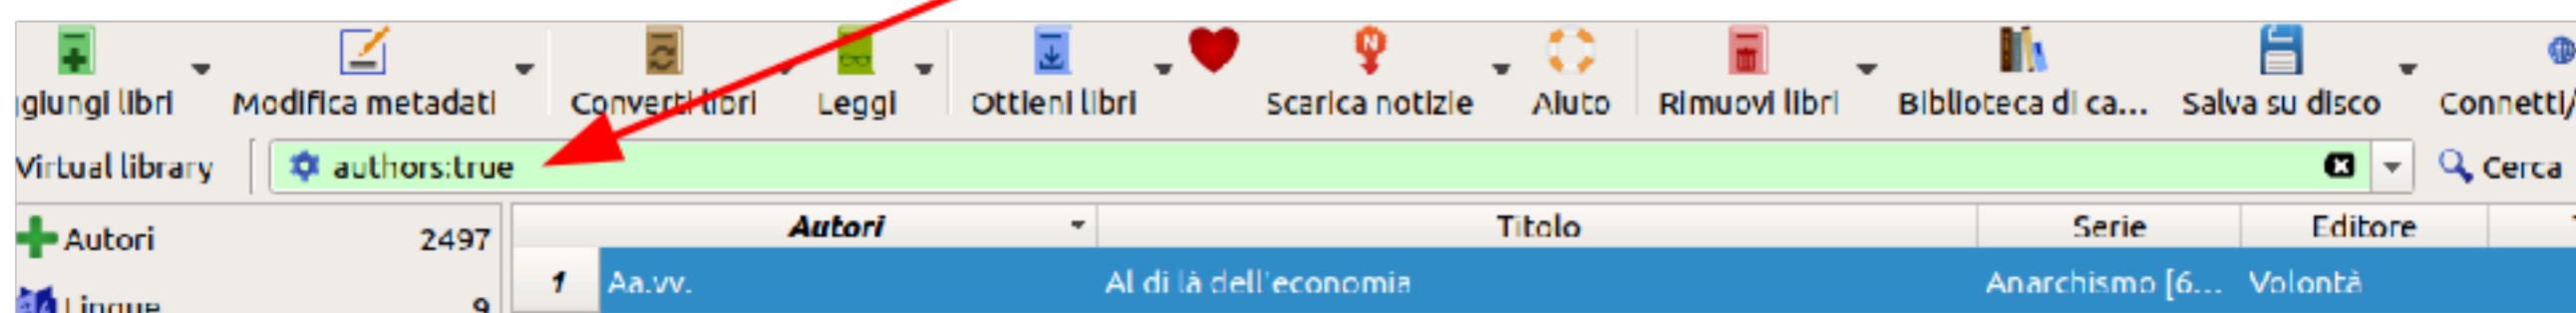 giungi libri Modifica metadati Converti libri Leggi Ottieni libri Scarica notizie Aiuto Rimuovi libri Biblioteca di ca... Salva su disco Connetti/
Virtual library authors:true Cerca
Autori 2497 Autori Titolo Serie Editore
Lingue 9 1 Aa.vv. Al di là dell'economia Anarchismo [6... Volontà